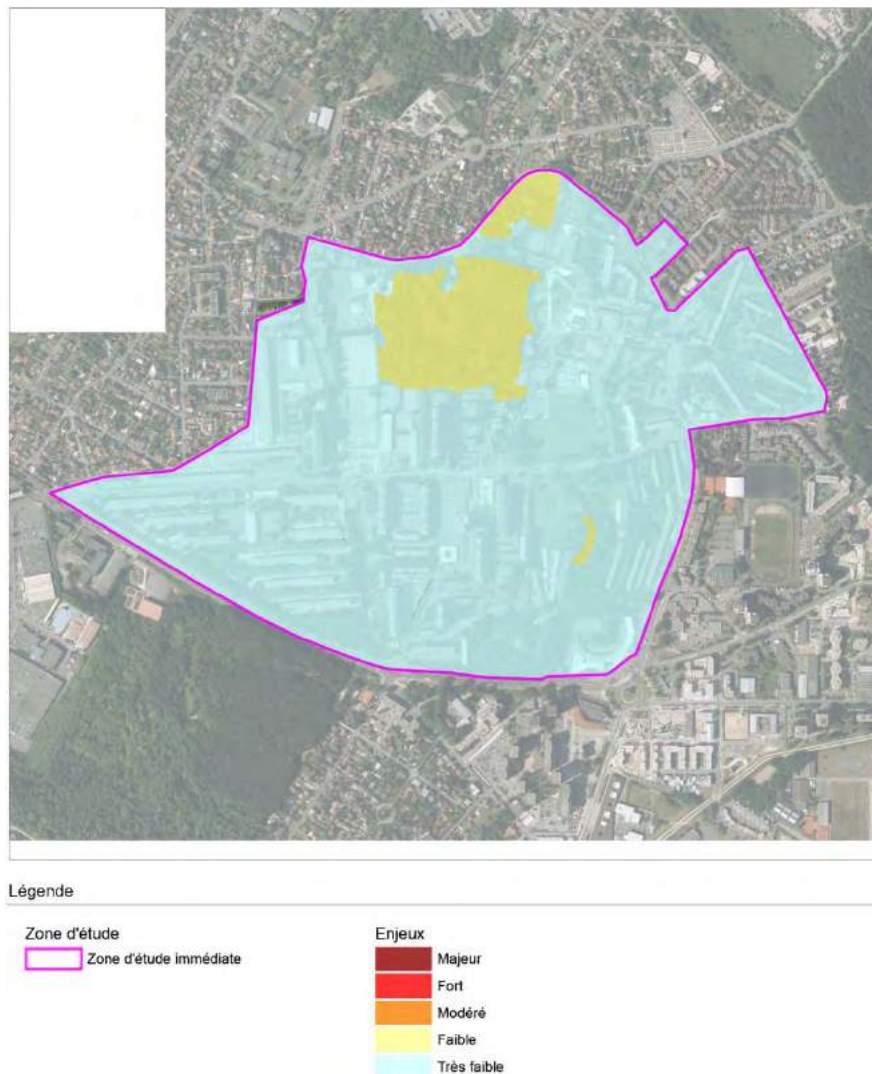 Légende
Zone d'étude
Zone d'étude immédiate
Enjeux
Majeur
Fort
Modéré
Faible
Très faible